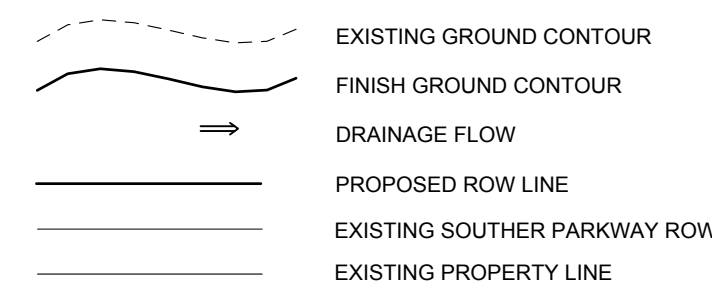 EXISTING GROUND CONTOUR
FINISH GROUND CONTOUR
DRAINAGE FLOW
PROPOSED ROW LINE
EXISTING SOUTHER PARKWAY ROW
EXISTING PROPERTY LINE